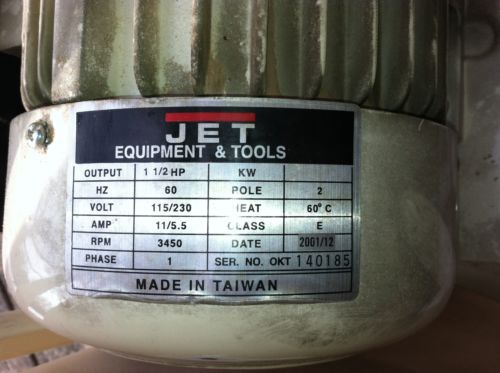 JET
EQUIPMENT & TOOLS
OUTPUT 1 1/2 HP KW
HZ 60 POLE 2
VOLT 115/230 HEAT 60° C
AMP 11/5.5 CLASS E
RPM 3450 DATE 2001/12
PHASE 1 SER. NO. OKT 140185
MADE IN TAIWAN